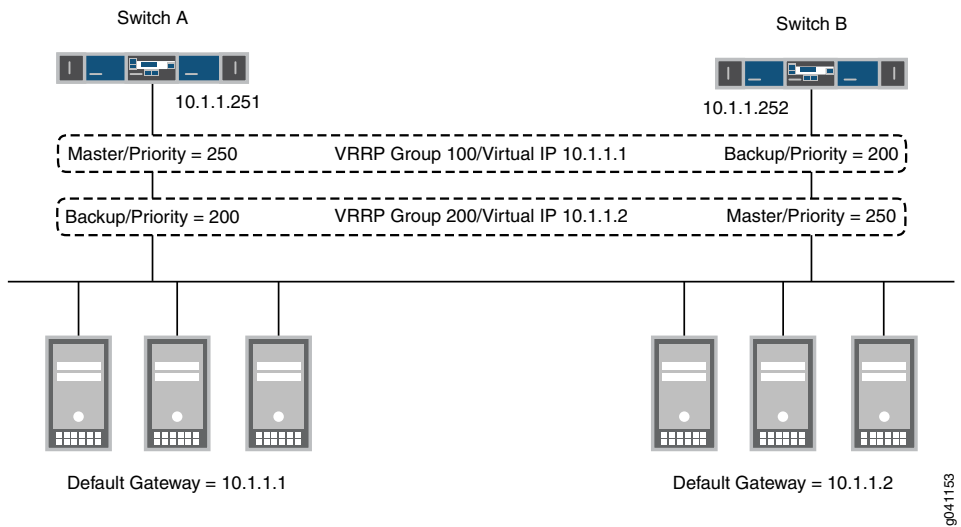 Switch A
Switch B
10.1.1.251
10.1.1.252
Master/Priority = 250 VRRP Group 100/Virtual IP 10.1.1.1 Backup/Priority = 200
Backup/Priority = 200 VRRP Group 200/Virtual IP 10.1.1.2 Master/Priority = 250
Default Gateway = 10.1.1.1
Default Gateway = 10.1.1.2
g041153